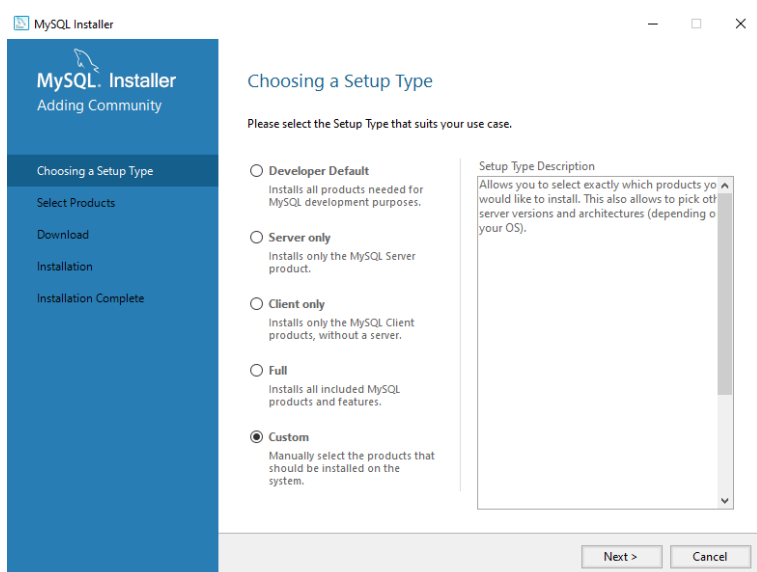 MySQL Installer
MySQL. Installer
Adding Community
Choosing a Setup Type
Select Products
Download
Installation
Installation Complete
Choosing a Setup Type
Please select the Setup Type that suits your use case.
Developer Default
Installs all products needed for
MySQL development purposes.
Server only
Installs only the MySQL Server
product.
Client only
Installs only the MySQL Client
products, without a server.
Full
Installs all included MySQL
products and features.
Custom
Manually select the products that
should be installed on the
system.
Setup Type Description
Allows you to select exactly which products yo
would like to install. This also allows to pick oth
server versions and architectures (depending o
your OS).
Next >
Cancel